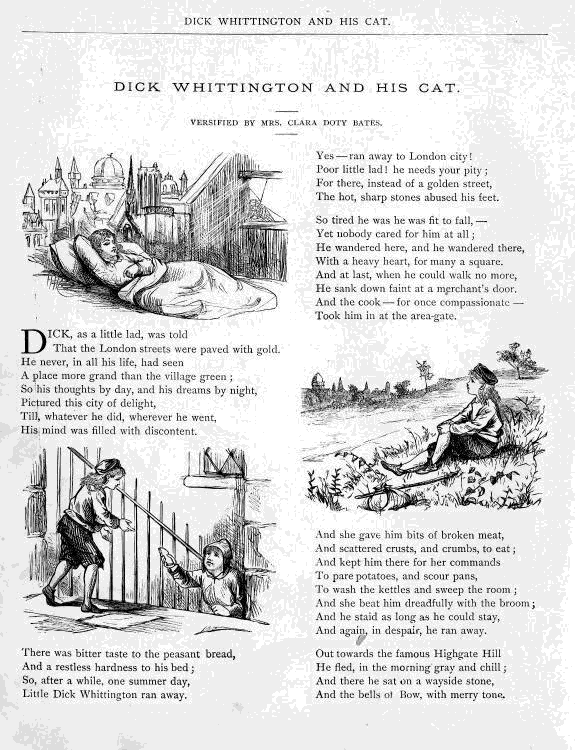 DICK WHITTINGTON AND HIS CAT.
DICK WHITTINGTON AND HIS CAT.
VERSIFIED BY MRS. CLARA DOTY BATES.
DICK, as a little lad, was told
That the London streets were paved with gold.
He never, in all his life, had seen
A place more grand than the village green;
So his thoughts by day, and his dreams by night,
Pictured this city of delight,
Till, whatever he did, wherever he went,
His mind was filled with discontent.
There was bitter taste to the peasant bread,
And a restless hardness to his bed;
So, after a while, one summer day,
Little Dick Whittington ran away.
Yes—ran away to London city!
Poor little lad! he needs your pity;
For there, instead of a golden street,
The hot, sharp stones abused his feet.
So tired he was he was fit to fall,—
Yet nobody cared for him at all;
He wandered here, and he wandered there,
With a heavy heart, for many a square.
And at last, when he could walk no more,
He sank down faint at a merchant's door.
And the cook—for once compassionate—
Took him in at the area-gate.
And she gave him bits of broken meat,
And scattered crusts, and crumbs, to eat;
And kept him there for her commands
To pare potatoes, and scour pans,
To wash the kettles and sweep the room;
And she beat him dreadfully with the broom;
And he staid as long as he could stay,
And again, in despair, he ran away.
Out towards the famous Highgate Hill
He fled, in the morning gray and chill;
And there he sat on a wayside stone,
And the bells of Bow, with merry tone.